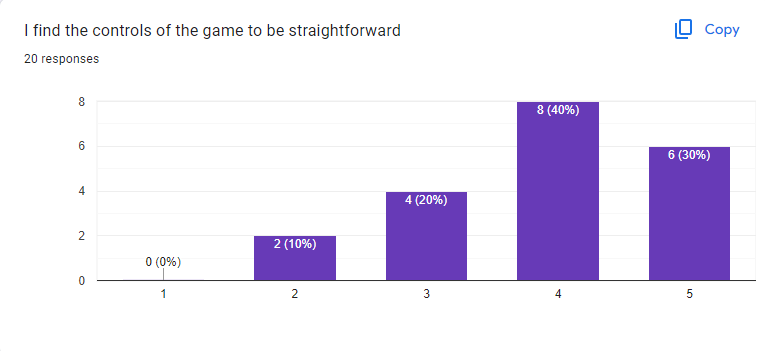 I find the controls of the game to be straightforward
Copy
20 responses
8
6
4
2
0
0 (0%)
2 (10%)
4 (20%)
8 (40%)
6 (30%)
1 2 3 4 5